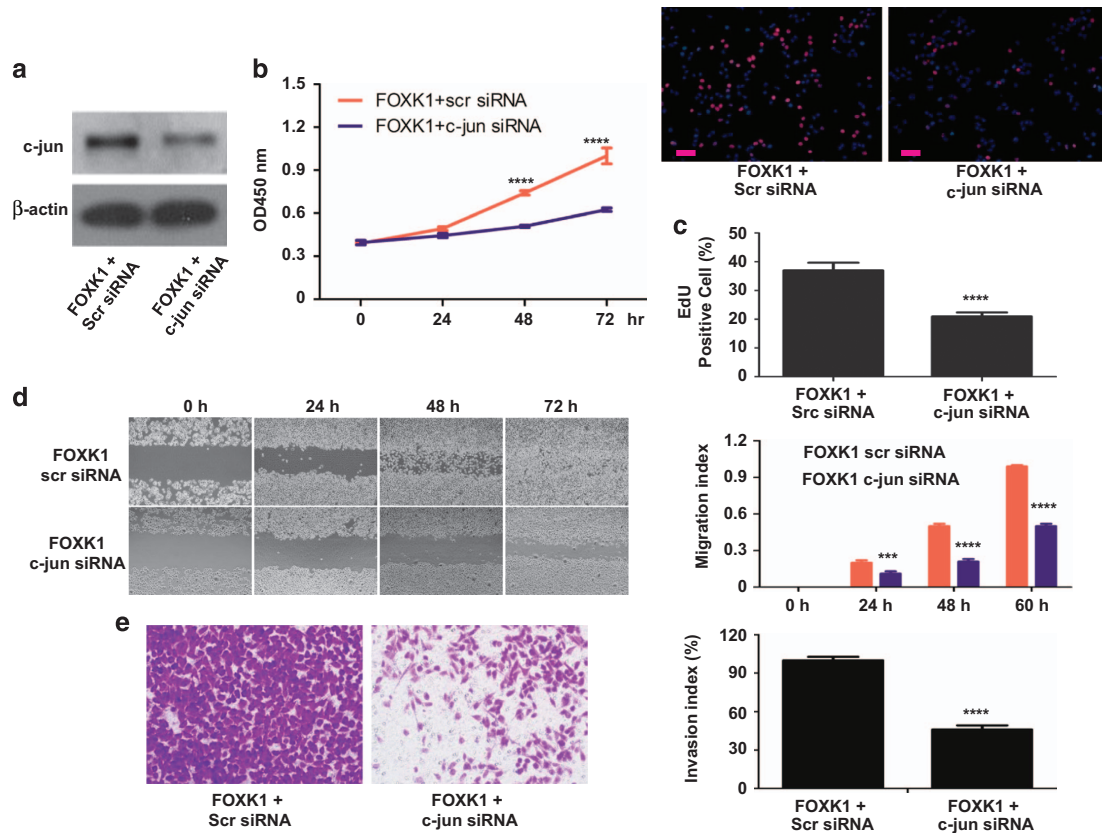 a
c-jun
β-actin
FOXK1 +
Scr siRNA
FOXK1 +
c-jun siRNA
b
OD450 nm
1.5
1.2
0.9
0.6
0.3
0
FOXK1+scr siRNA
FOXK1+c-jun siRNA
****
****
0
24
48
72
hr
FOXK1 +
Scr siRNA
FOXK1 +
c-jun siRNA
c
EdU
Positive Cell (%)
50
40
30
20
10
0
****
FOXK1 +
Src siRNA
FOXK1 +
c-jun siRNA
d
0 h
24 h
48 h
72 h
FOXK1
scr siRNA
FOXK1
c-jun siRNA
Migration index
1.2
0.9
0.6
0.3
0
FOXK1 scr siRNA
FOXK1 c-jun siRNA
***
****
****
0 h
24 h
48 h
60 h
e
FOXK1 +
Scr siRNA
FOXK1 +
c-jun siRNA
Invasion index (%)
120
90
60
30
0
****
FOXK1 +
Scr siRNA
FOXK1 +
c-jun siRNA